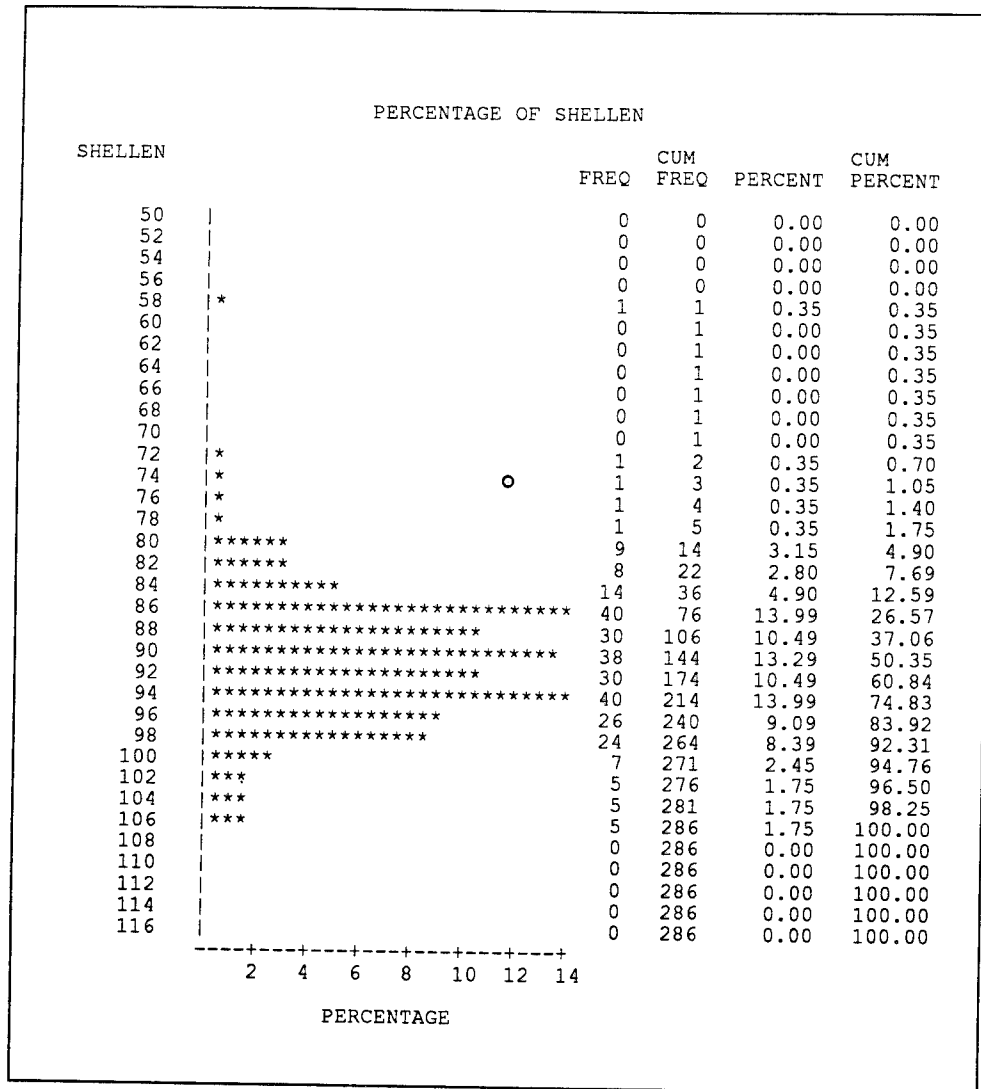 PERCENTAGE OF SHELLEN
SHELLEN CUM CUM
FREQ FREQ PERCENT PERCENT
50 | 0 0 0.00 0.00
52 | 0 0 0.00 0.00
54 | 0 0 0.00 0.00
56 | 0 0 0.00 0.00
58 |* 1 1 0.35 0.35
60 | 0 1 0.00 0.35
62 | 0 1 0.00 0.35
64 | 0 1 0.00 0.35
66 | 0 1 0.00 0.35
68 | 0 1 0.00 0.35
70 | 0 1 0.00 0.35
72 |* 1 2 0.35 0.70
74 |* 1 3 0.35 1.05
76 |* 1 4 0.35 1.40
78 |* 1 5 0.35 1.75
80 |****** 9 14 3.15 4.90
82 |****** 8 22 2.80 7.69
84 |********** 14 36 4.90 12.59
86 |**************************** 40 76 13.99 26.57
88 |********************* 30 106 10.49 37.06
90 |*************************** 38 144 13.29 50.35
92 |********************* 30 174 10.49 60.84
94 |**************************** 40 214 13.99 74.83
96 |****************** 26 240 9.09 83.92
98 |***************** 24 264 8.39 92.31
100 |***** 7 271 2.45 94.76
102 |*** 5 276 1.75 96.50
104 |*** 5 281 1.75 98.25
106 |*** 5 286 1.75 100.00
108 | 0 286 0.00 100.00
110 | 0 286 0.00 100.00
112 | 0 286 0.00 100.00
114 | 0 286 0.00 100.00
116 | 0 286 0.00 100.00
----+---+---+---+---+---+---+
2 4 6 8 10 12 14
PERCENTAGE